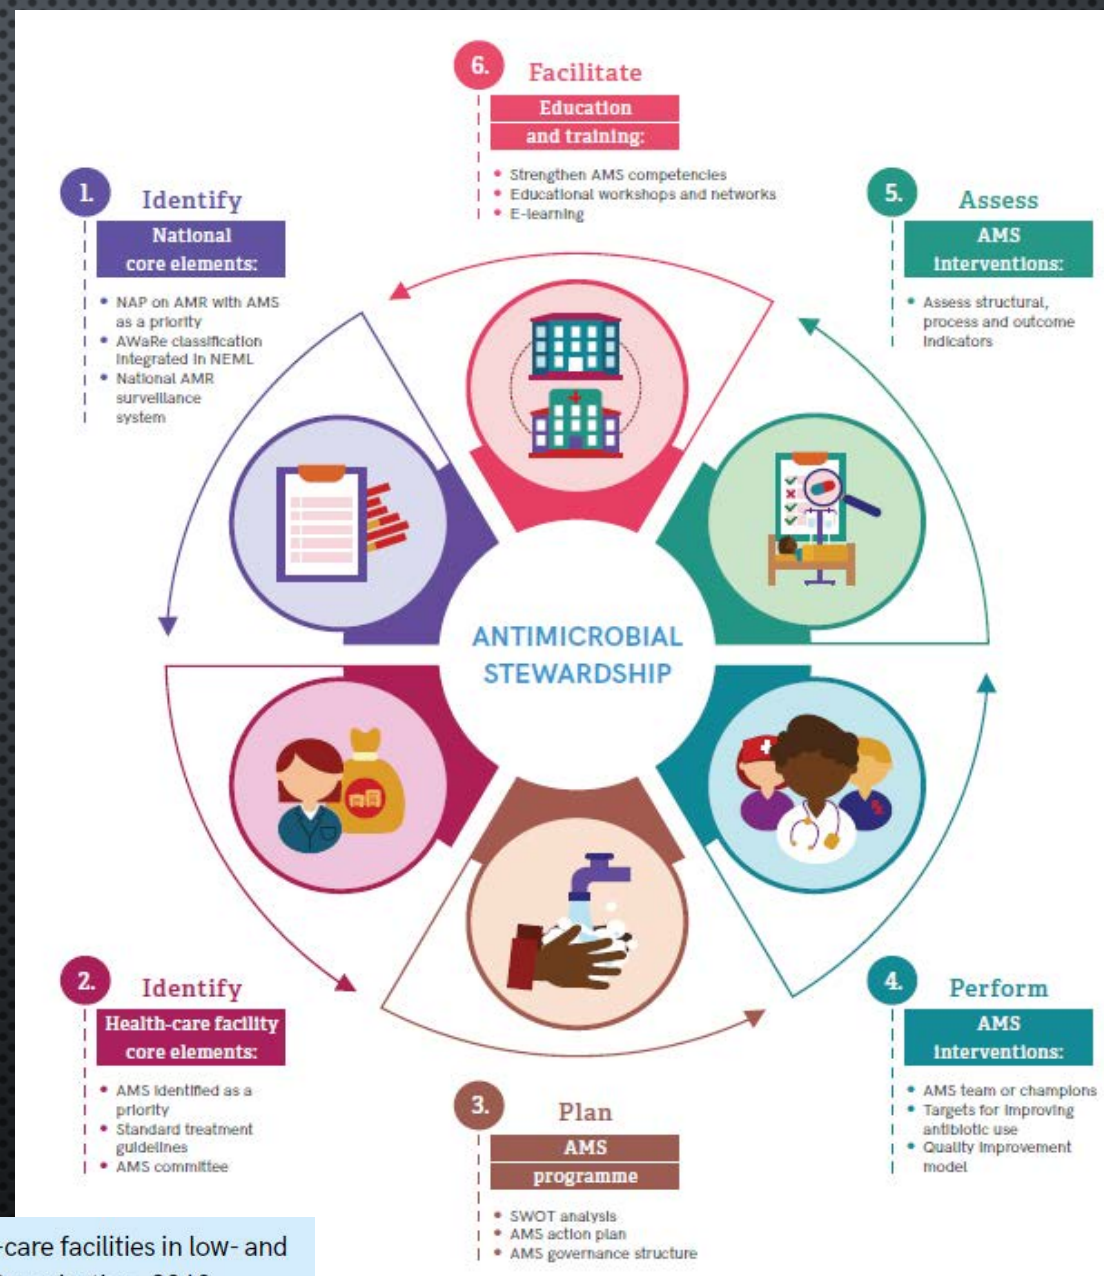 6.
Facilitate
Education
and training:
• Strengthen AMS competencies
• Educational workshops and networks
• E-learning
1.
Identify
National
core elements:
• NAP on AMR with AMS
as a priority
• AWaRe classification
integrated in NEML
• National AMR
surveillance
system
5.
Assess
AMS
interventions:
• Assess structural,
process and outcome
indicators
ANTIMICROBIAL
STEWARDSHIP
2.
Identify
Health-care facility
core elements:
• AMS identified as a
priority
• Standard treatment
guidelines
• AMS committee
4.
Perform
AMS
interventions:
• AMS team or champions
• Targets for improving
antibiotic use
• Quality improvement
model
3.
Plan
AMS
programme
• SWOT analysis
• AMS action plan
• AMS governance structure
-care facilities in low- and